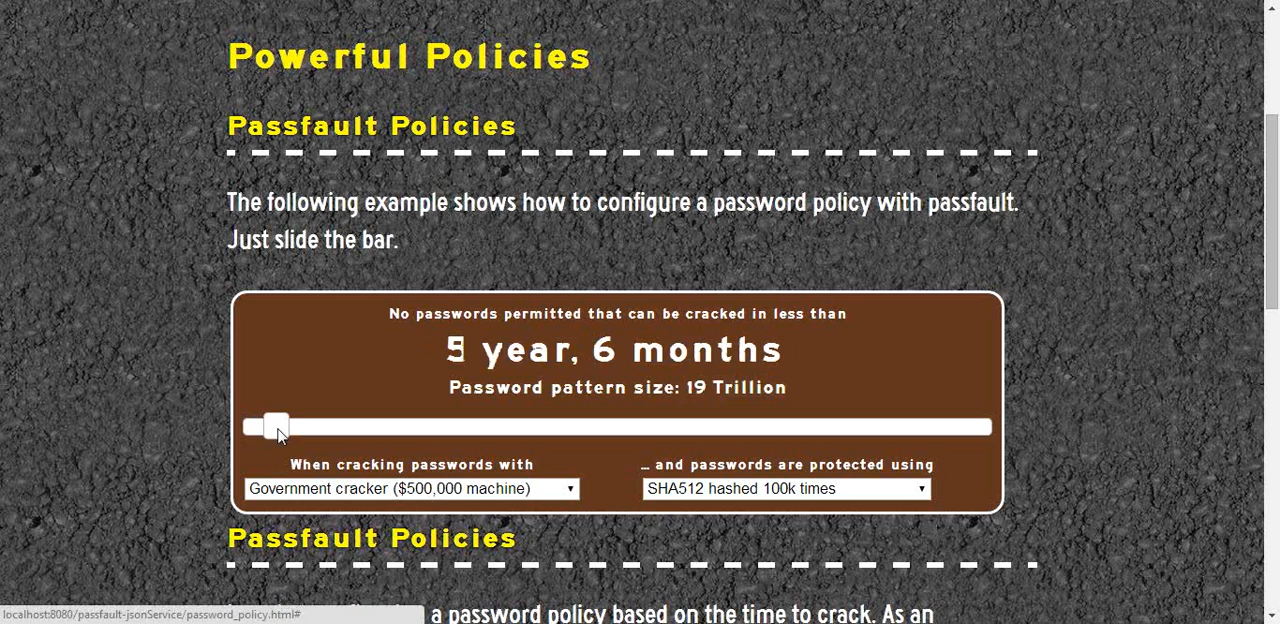 Powerful Policies
Passfault Policies
The following example shows how to configure a password policy with passfault.
Just slide the bar.
No passwords permitted that can be cracked in less than
5 year, 6 months
Password pattern size: 19 Trillion
When cracking passwords with
… and passwords are protected using
Government cracker ($500,000 machine)
SHA512 hashed 100k times
Passfault Policies
a password policy based on the time to crack. As an
localhost:8080/passfault-jsonService/password_policy.html#